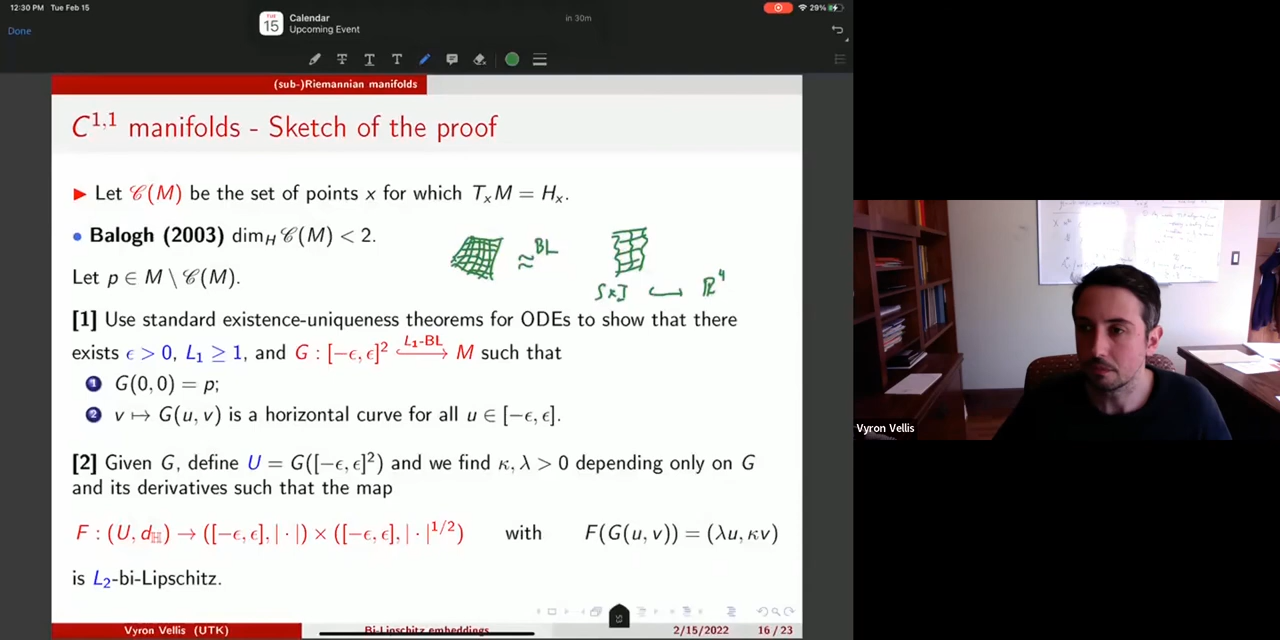 12:30 PM Tue Feb 15
Calendar
in 30m
29%
TUE
15
Upcoming Event
Done
(sub-)Riemannian manifolds
C^{1,1} manifolds - Sketch of the proof
▶ Let 𝒞(M) be the set of points x for which T_xM = H_x.
• Balogh (2003) dim_H 𝒞(M) < 2.
≈^{BL}
S×I ↪ ℝ^4
Let p ∈ M \ 𝒞(M).
[1] Use standard existence-uniqueness theorems for ODEs to show that there
exists ϵ > 0, L_1 ≥ 1, and G : [−ϵ, ϵ]^2 ↪^{L_1-BL} M such that
1 G(0, 0) = p;
2 v ↦ G(u, v) is a horizontal curve for all u ∈ [−ϵ, ϵ].
[2] Given G, define U = G([−ϵ, ϵ]^2) and we find κ, λ > 0 depending only on G
and its derivatives such that the map
F : (U, d_ℍ) → ([−ϵ, ϵ], | · |) × ([−ϵ, ϵ], | · |^{1/2}) with F(G(u, v)) = (λu, κv)
is L_2-bi-Lipschitz.
53
Vyron Vellis (UTK)
Bi-Lipschitz embeddings
2/15/2022
16 / 23
Vyron Vellis